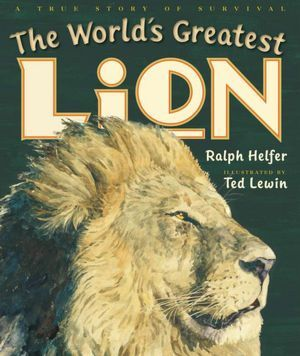 A TRUE STORY OF SURVIVAL
The World's Greatest
LION
Ralph Helfer
ILLUSTRATED BY
Ted Lewin